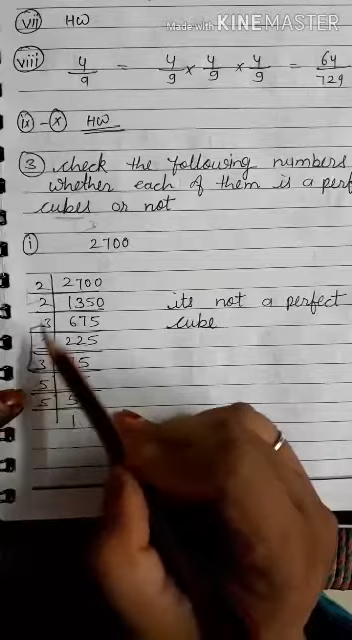 Made with KINEMASTER
vii HW
viii 4/9 = 4/9 × 4/9 × 4/9 = 64/729
ix - x HW
3 check the following numbers
whether each of them is a perf
cubes or not
i 2700
2 | 2700
2 | 1350 its not a perfect
3 | 675 cube
225
3 | 75
5
5 | 5
1